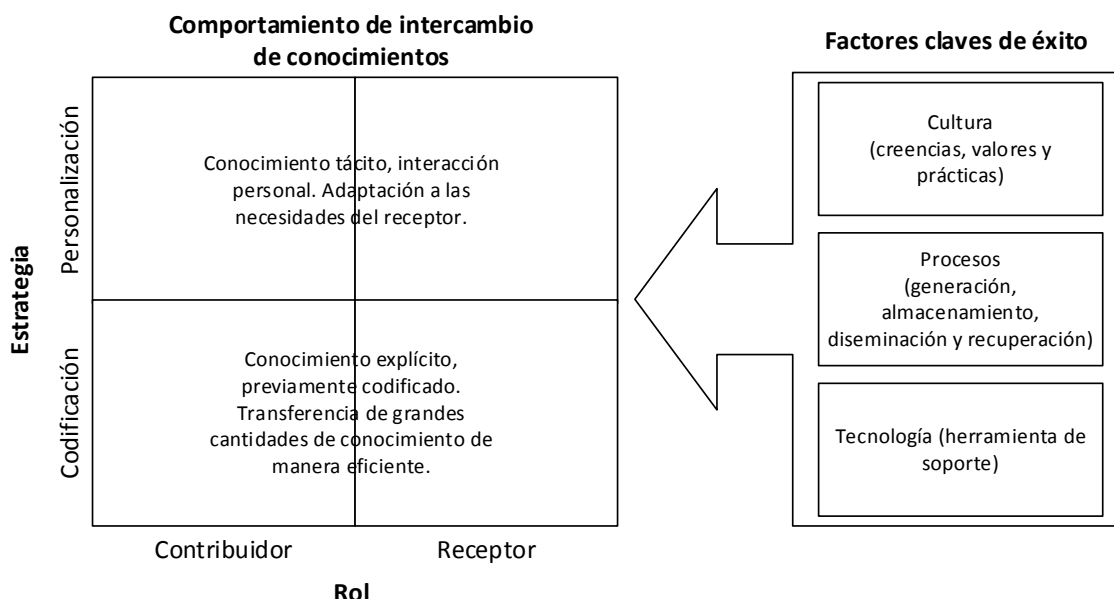 Comportamiento de intercambio
de conocimientos
Factores claves de éxito
Estrategia
Personalización
Conocimiento tácito, interacción
personal. Adaptación a las
necesidades del receptor.
Codificación
Conocimiento explícito,
previamente codificado.
Transferencia de grandes
cantidades de conocimiento de
manera eficiente.
Contribuidor
Receptor
Rol
Cultura
(creencias, valores y
prácticas)
Procesos
(generación,
almacenamiento,
diseminación y recuperación)
Tecnología (herramienta de
soporte)